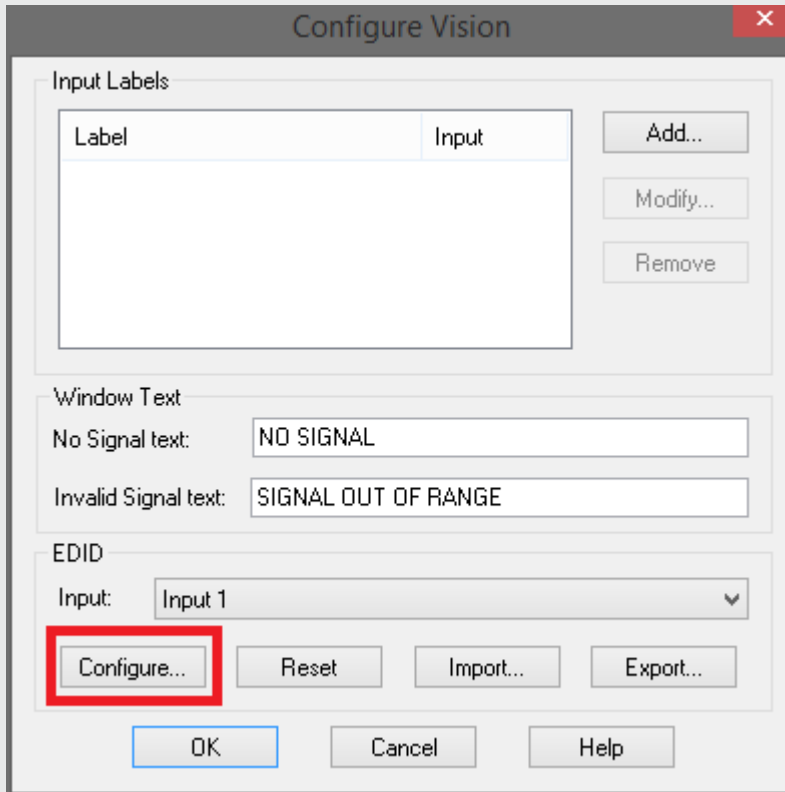 Configure Vision
Input Labels
Label Input
Add...
Modify...
Remove
Window Text
No Signal text: NO SIGNAL
Invalid Signal text: SIGNAL OUT OF RANGE
EDID
Input: Input 1
Configure... Reset Import... Export...
OK Cancel Help